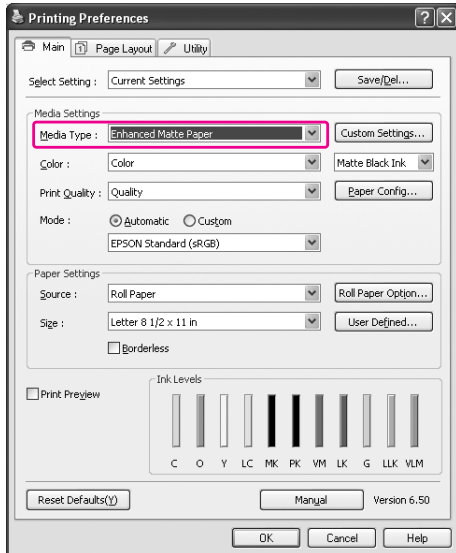 Printing Preferences
Main Page Layout Utility
Select Setting : Current Settings Save/Del...
Media Settings
Media Type : Enhanced Matte Paper Custom Settings...
Color : Color Matte Black Ink
Print Quality : Quality Paper Config...
Mode : Automatic Custom
EPSON Standard (sRGB)
Paper Settings
Source : Roll Paper Roll Paper Option...
Size : Letter 8 1/2 x 11 in User Defined...
Borderless
Print Preview
Ink Levels
C O Y LC MK PK VM LK G LLK VLM
Reset Defaults(Y) Manual Version 6.50
OK Cancel Help